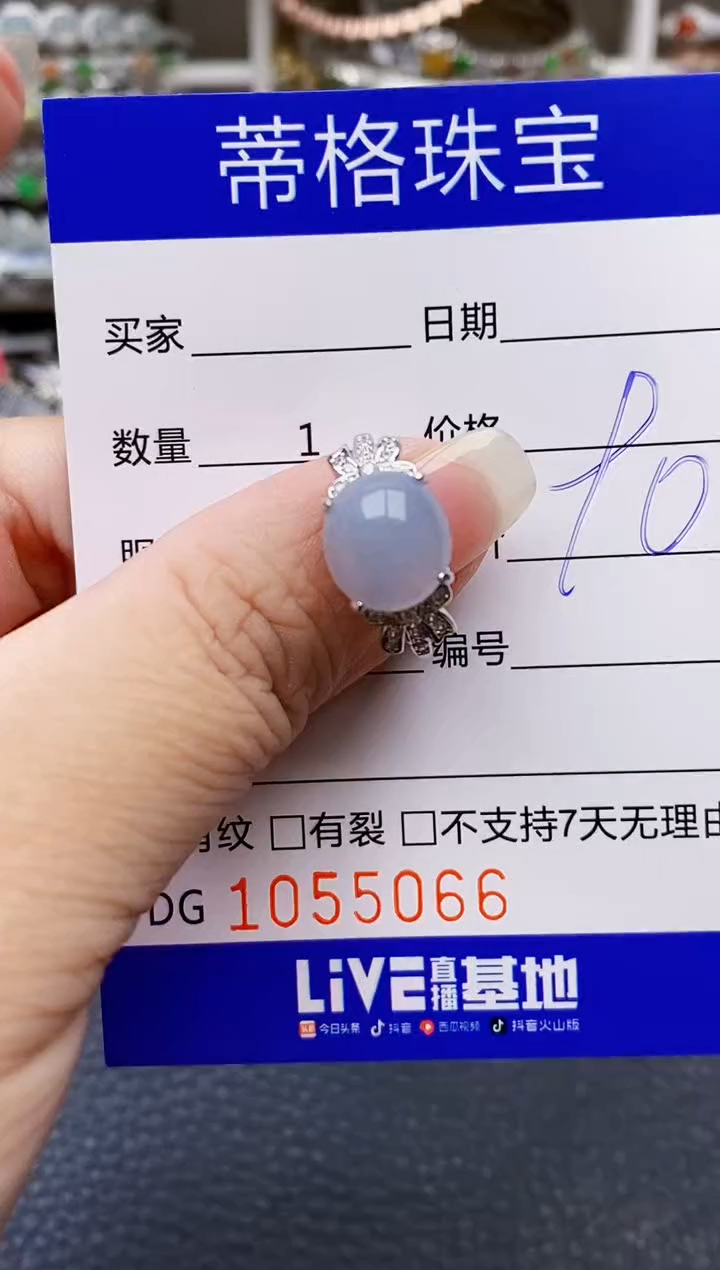 蒂格珠宝
买家 日期
数量 1 价格
编号
有纹 □有裂 □不支持7天无理由
DG 1055066
LiVE直播基地
今日头条 抖音 西瓜视频 抖音火山版